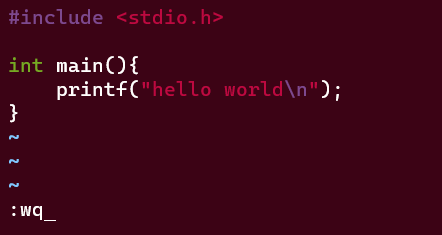 #include <stdio.h>

int main(){
    printf("hello world\n");
}
~
~
~
:wq_